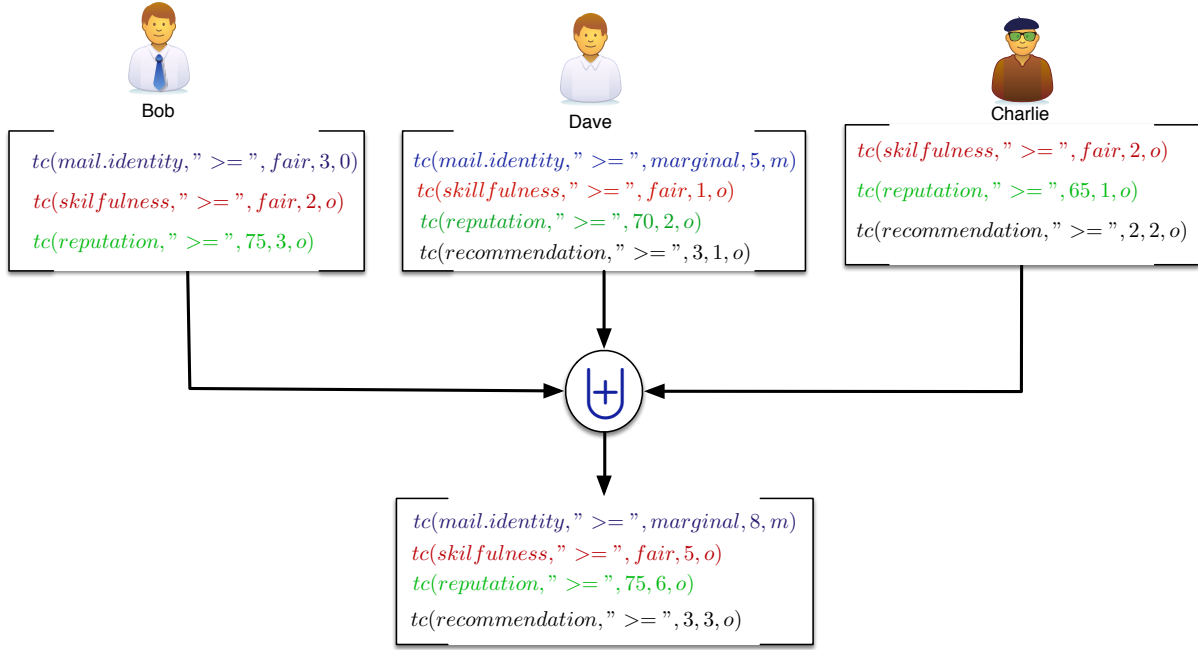 Bob
tc(mail.identity, ” >= ”, fair, 3, 0)
tc(skilfulness, ” >= ”, fair, 2, o)
tc(reputation, ” >= ”, 75, 3, o)
Dave
tc(mail.identity, ” >= ”, marginal, 5, m)
tc(skillfulness, ” >= ”, fair, 1, o)
tc(reputation, ” >= ”, 70, 2, o)
tc(recommendation, ” >= ”, 3, 1, o)
Charlie
tc(skilfulness, ” >= ”, fair, 2, o)
tc(reputation, ” >= ”, 65, 1, o)
tc(recommendation, ” >= ”, 2, 2, o)
⊎
tc(mail.identity, ” >= ”, marginal, 8, m)
tc(skilfulness, ” >= ”, fair, 5, o)
tc(reputation, ” >= ”, 75, 6, o)
tc(recommendation, ” >= ”, 3, 3, o)